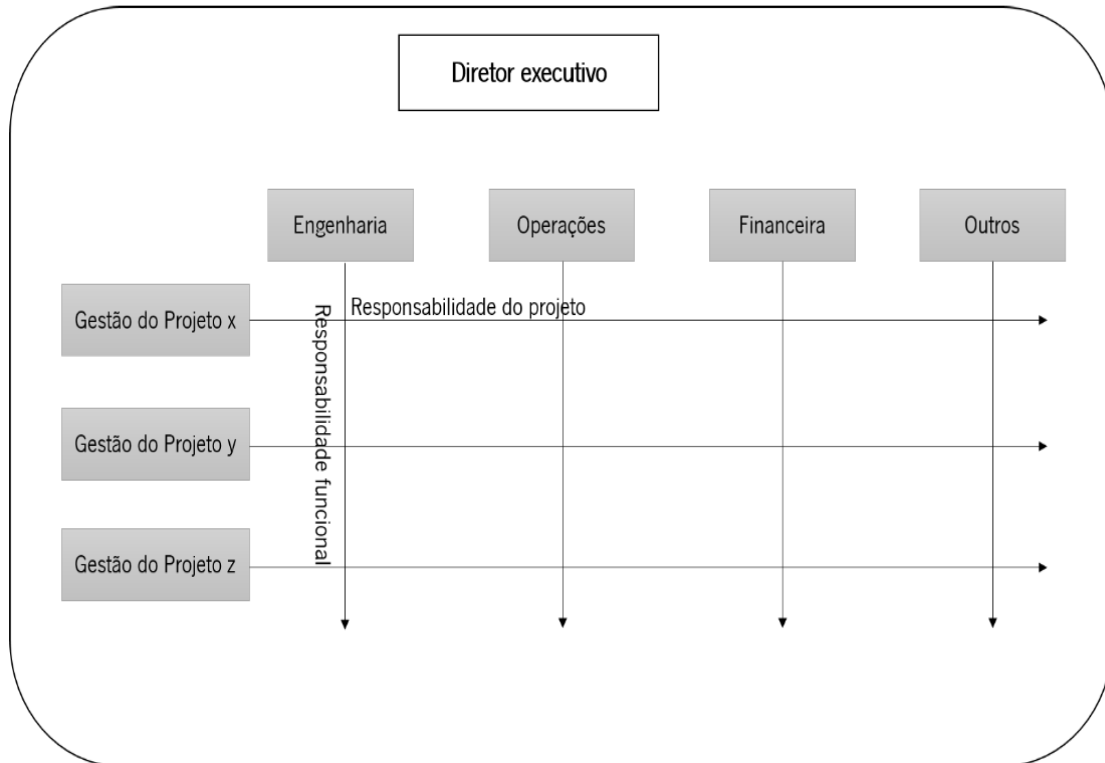 Diretor executivo
Engenharia
Operações
Financeira
Outros
Gestão do Projeto x
Responsabilidade do projeto
Responsabilidade funcional
Gestão do Projeto y
Gestão do Projeto z